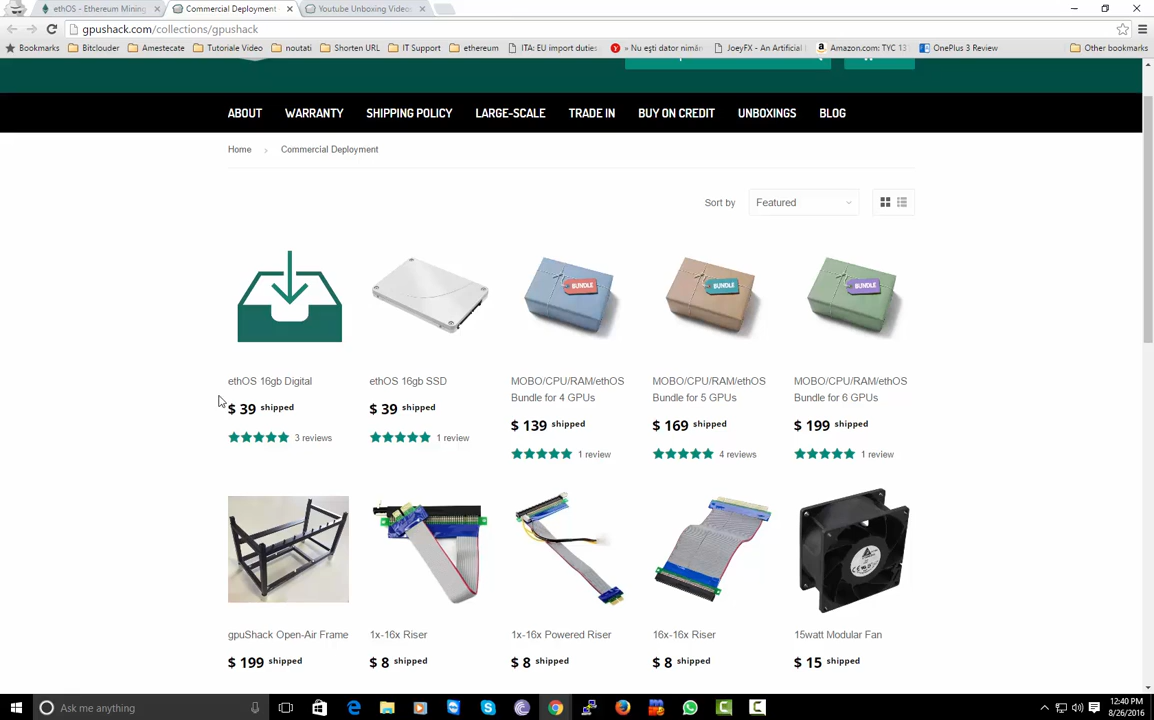 ethOS - Ethereum Mining
Commercial Deployment
Youtube Unboxing Videos
gpushack.com/collections/gpushack
Bookmarks
Bitclouder
Amestecate
Tutoriale Video
noutati
Shorten URL
IT Support
ethereum
ITA: EU import duties
» Nu eşti dator nimăn
JoeyFX - An Artificial
Amazon.com: TYC 13
OnePlus 3 Review
Other bookmarks
ABOUT
WARRANTY
SHIPPING POLICY
LARGE-SCALE
TRADE IN
BUY ON CREDIT
UNBOXINGS
BLOG
Home › Commercial Deployment
Sort by
Featured
BUNDLE
BUNDLE
BUNDLE
ethOS 16gb Digital
$ 39 shipped
3 reviews
ethOS 16gb SSD
$ 39 shipped
1 review
MOBO/CPU/RAM/ethOS
Bundle for 4 GPUs
$ 139 shipped
1 review
MOBO/CPU/RAM/ethOS
Bundle for 5 GPUs
$ 169 shipped
4 reviews
MOBO/CPU/RAM/ethOS
Bundle for 6 GPUs
$ 199 shipped
1 review
gpuShack Open-Air Frame
$ 199 shipped
1x-16x Riser
$ 8 shipped
1x-16x Powered Riser
$ 8 shipped
16x-16x Riser
$ 8 shipped
15watt Modular Fan
$ 15 shipped
Ask me anything
12:40 PM
8/26/2016